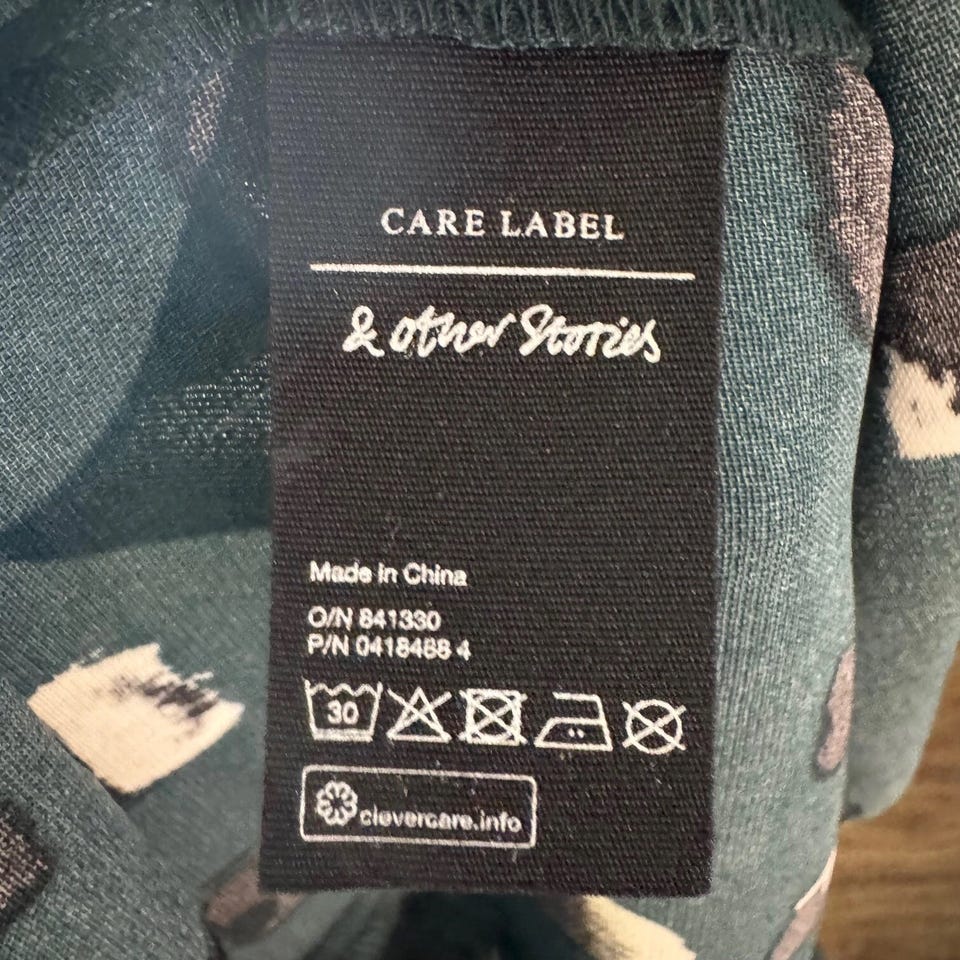 CARE LABEL
& other Stories
Made in China
O/N 841330
P/N 0418488 4
30
clevercare.info